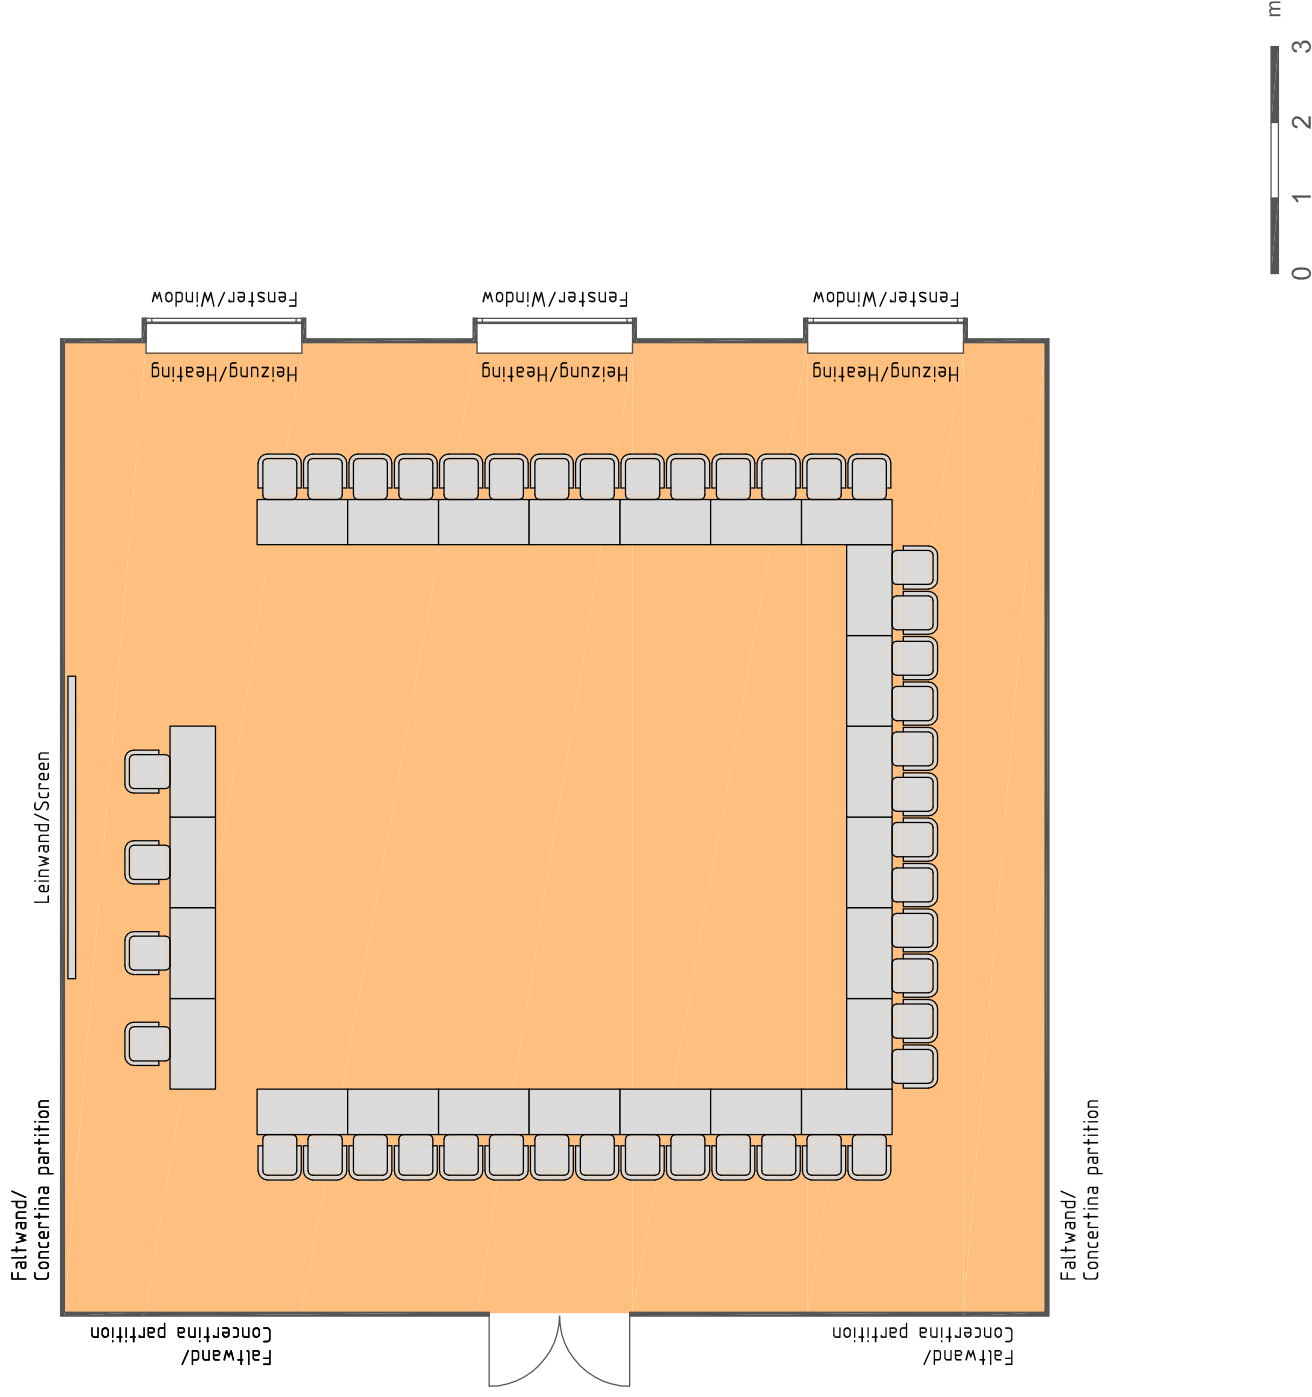 m
3
2
1
0
Fenster/Window
Fenster/Window
Fenster/Window
Heizung/Heating
Heizung/Heating
Heizung/Heating
Leinwand/Screen
Faltwand/
Concertina partition
Faltwand/
Concertina partition
Faltwand/
Concertina partition
Faltwand/
Concertina partition